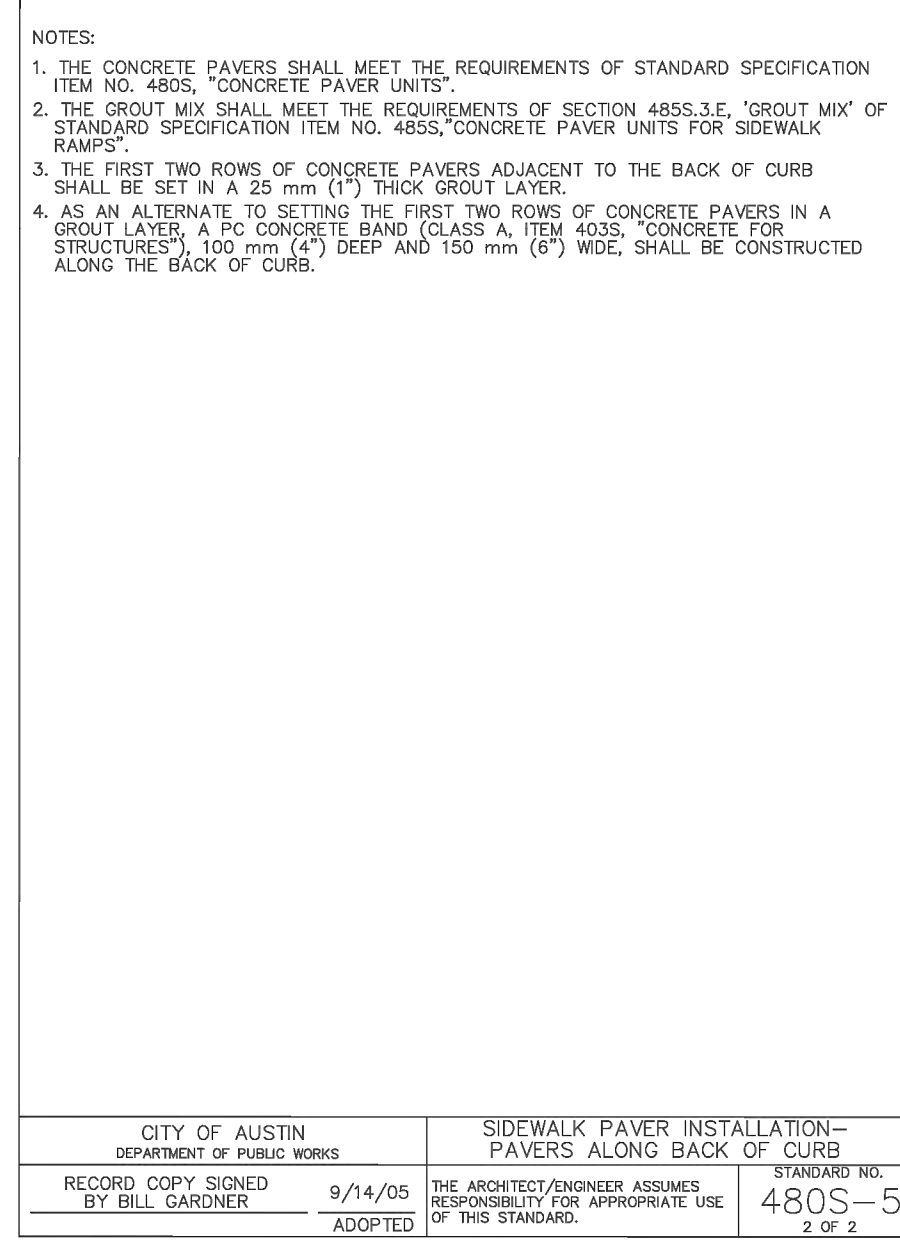 NOTES:
1. THE CONCRETE PAVERS SHALL MEET THE REQUIREMENTS OF STANDARD SPECIFICATION
ITEM NO. 480S, "CONCRETE PAVER UNITS".
2. THE GROUT MIX SHALL MEET THE REQUIREMENTS OF SECTION 485S.3.E, 'GROUT MIX' OF
STANDARD SPECIFICATION ITEM NO. 485S,"CONCRETE PAVER UNITS FOR SIDEWALK
RAMPS".
3. THE FIRST TWO ROWS OF CONCRETE PAVERS ADJACENT TO THE BACK OF CURB
SHALL BE SET IN A 25 mm (1") THICK GROUT LAYER.
4. AS AN ALTERNATE TO SETTING THE FIRST TWO ROWS OF CONCRETE PAVERS IN A
GROUT LAYER, A PC CONCRETE BAND (CLASS A, ITEM 403S, "CONCRETE FOR
STRUCTURES"), 100 mm (4") DEEP AND 150 mm (6") WIDE, SHALL BE CONSTRUCTED
ALONG THE BACK OF CURB.
CITY OF AUSTIN
DEPARTMENT OF PUBLIC WORKS
SIDEWALK PAVER INSTALLATION—
PAVERS ALONG BACK OF CURB
RECORD COPY SIGNED
BY BILL GARDNER
9/14/05
ADOPTED
THE ARCHITECT/ENGINEER ASSUMES
RESPONSIBILITY FOR APPROPRIATE USE
OF THIS STANDARD.
STANDARD NO.
480S-5
2 OF 2